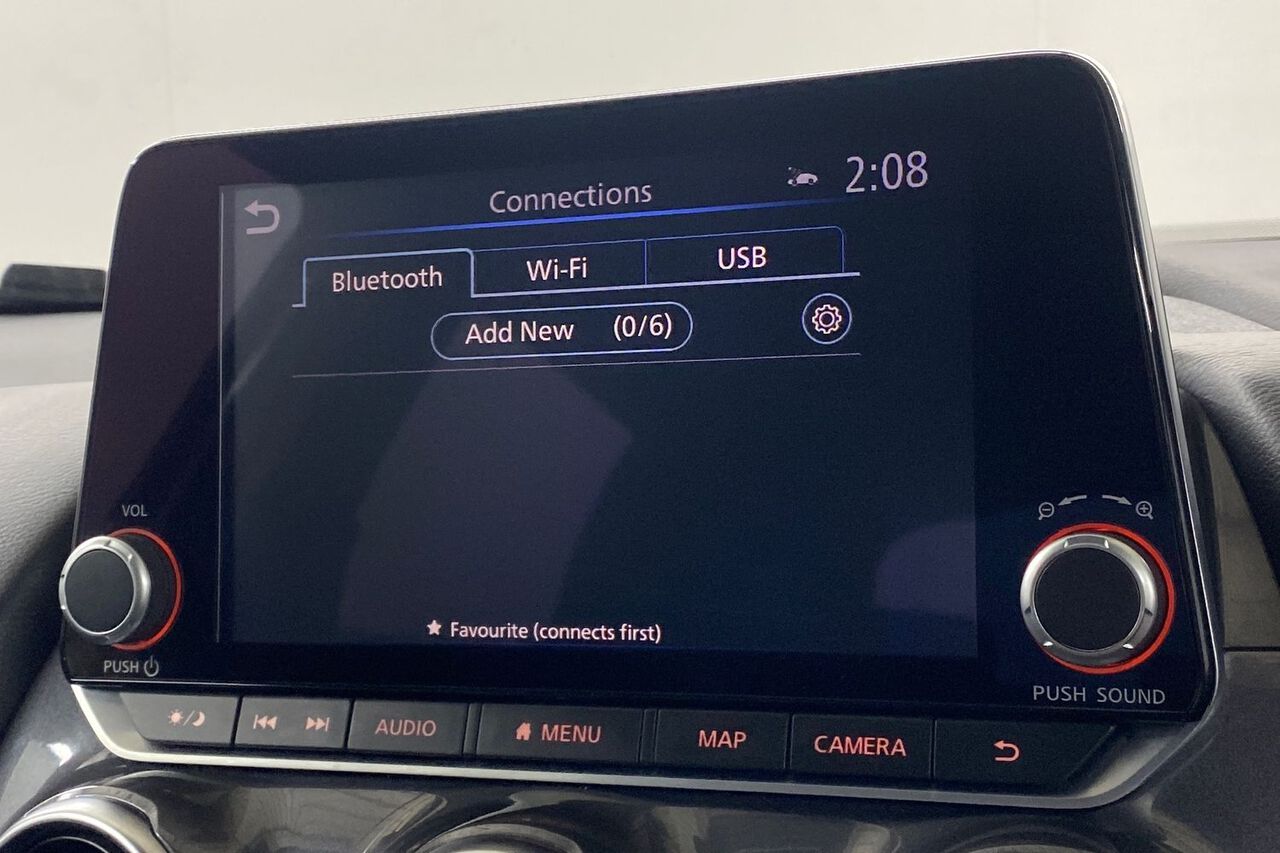 Connections
2:08
Bluetooth
Wi-Fi
USB
Add New (0/6)
Favourite (connects first)
VOL
PUSH
PUSH SOUND
AUDIO
MENU
MAP
CAMERA